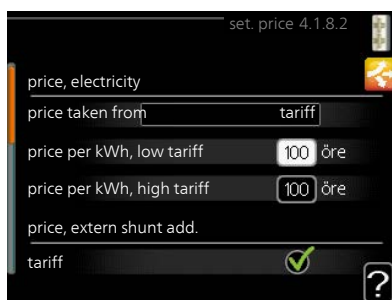 set. price 4.1.8.2
price, electricity
price taken from tariff
price per kWh, low tariff 100 öre
price per kWh, high tariff 100 öre
price, extern shunt add.
tariff
?